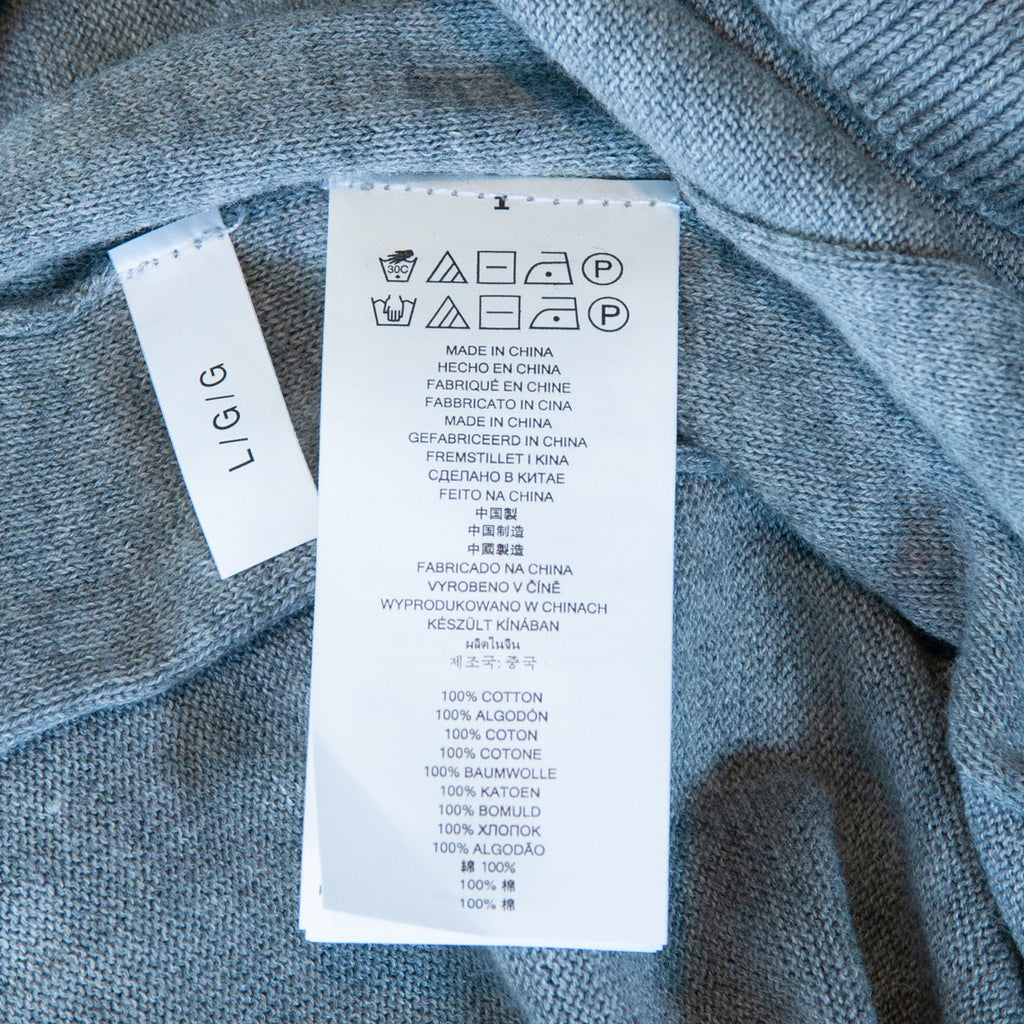 L/G/G
30C
P
P
MADE IN CHINA
HECHO EN CHINA
FABRIQUÉ EN CHINE
FABBRICATO IN CINA
MADE IN CHINA
GEFABRICEERD IN CHINA
FREMSTILLET I KINA
СДЕЛАНО В КИТАЕ
FEITO NA CHINA
中国製
中国制造
中國製造
FABRICADO NA CHINA
VYROBENO V ČÍNĚ
WYPRODUKOWANO W CHINACH
KÉSZÜLT KÍNÁBAN
ผลิตในจีน
제조국: 중국
100% COTTON
100% ALGODÓN
100% COTON
100% COTONE
100% BAUMWOLLE
100% KATOEN
100% BOMULD
100% ХЛОПОК
100% ALGODÃO
綿 100%
100% 棉
100% 棉